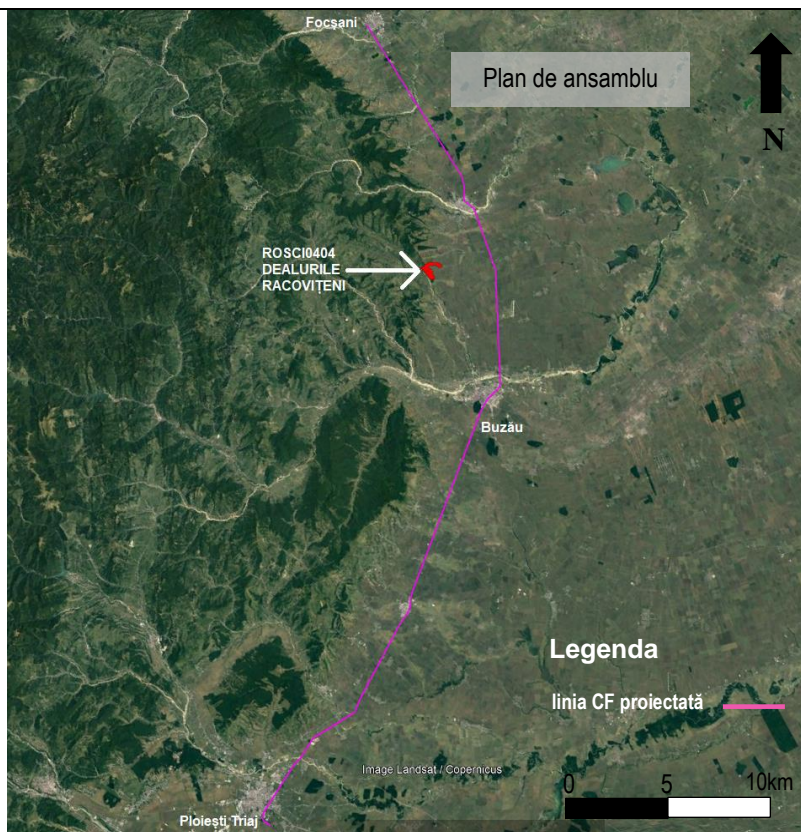 Focșani
Plan de ansamblu
N
ROSCI0404
DEALURILE
RACOVIȚENI
Buzău
Legenda
linia CF proiectată
Image Landsat / Copernicus
0 5 10km
Ploiești Triaj